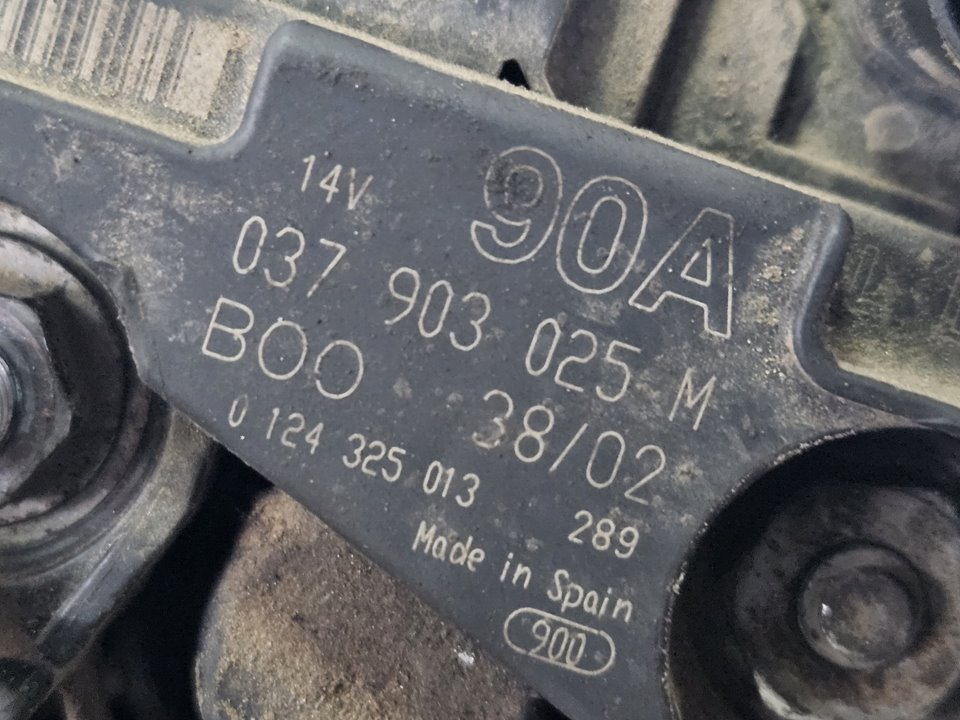 14V 90A
037 903 025 M
BOO 38/02
0 124 325 013 289
Made in Spain
900